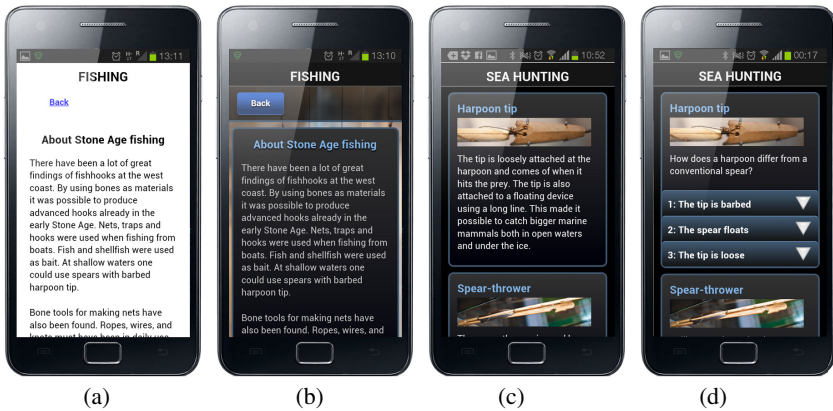 13:11
FISHING
Back
About Stone Age fishing
There have been a lot of great
findings of fishhooks at the west
coast. By using bones as materials
it was possible to produce
advanced hooks already in the
early Stone Age. Nets, traps and
hooks were used when fishing from
boats. Fish and shellfish were used
as bait. At shallow waters one
could use spears with barbed
harpoon tip.
Bone tools for making nets have
also been found. Ropes, wires, and
knots must have been in daily use
(a)
13:10
FISHING
Back
About Stone Age fishing
There have been a lot of great
findings of fishhooks at the west
coast. By using bones as materials
it was possible to produce
advanced hooks already in the
early Stone Age. Nets, traps and
hooks were used when fishing from
boats. Fish and shellfish were used
as bait. At shallow waters one
could use spears with barbed
harpoon tip.
Bone tools for making nets have
also been found. Ropes, wires, and
(b)
10:52
SEA HUNTING
Harpoon tip
The tip is loosely attached at the
harpoon and comes of when it
hits the prey. The tip is also
attached to a floating device
using a long line. This made it
possible to catch bigger marine
mammals both in open waters
and under the ice.
Spear-thrower
(c)
00:17
SEA HUNTING
Harpoon tip
How does a harpoon differ from a
conventional spear?
1: The tip is barbed
2: The spear floats
3: The tip is loose
Spear-thrower
(d)